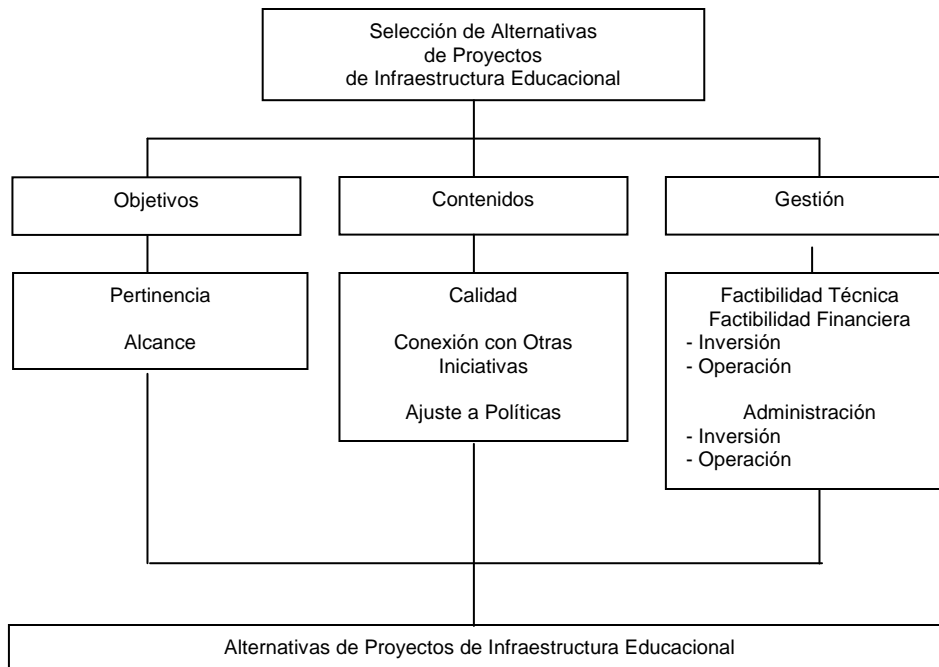 Selección de Alternativas
de Proyectos
de Infraestructura Educacional
Objetivos
Contenidos
Gestión
Pertinencia
Alcance
Calidad
Conexión con Otras
Iniciativas
Ajuste a Políticas
Factibilidad Técnica
Factibilidad Financiera
- Inversión
- Operación
Administración
- Inversión
- Operación
Alternativas de Proyectos de Infraestructura Educacional